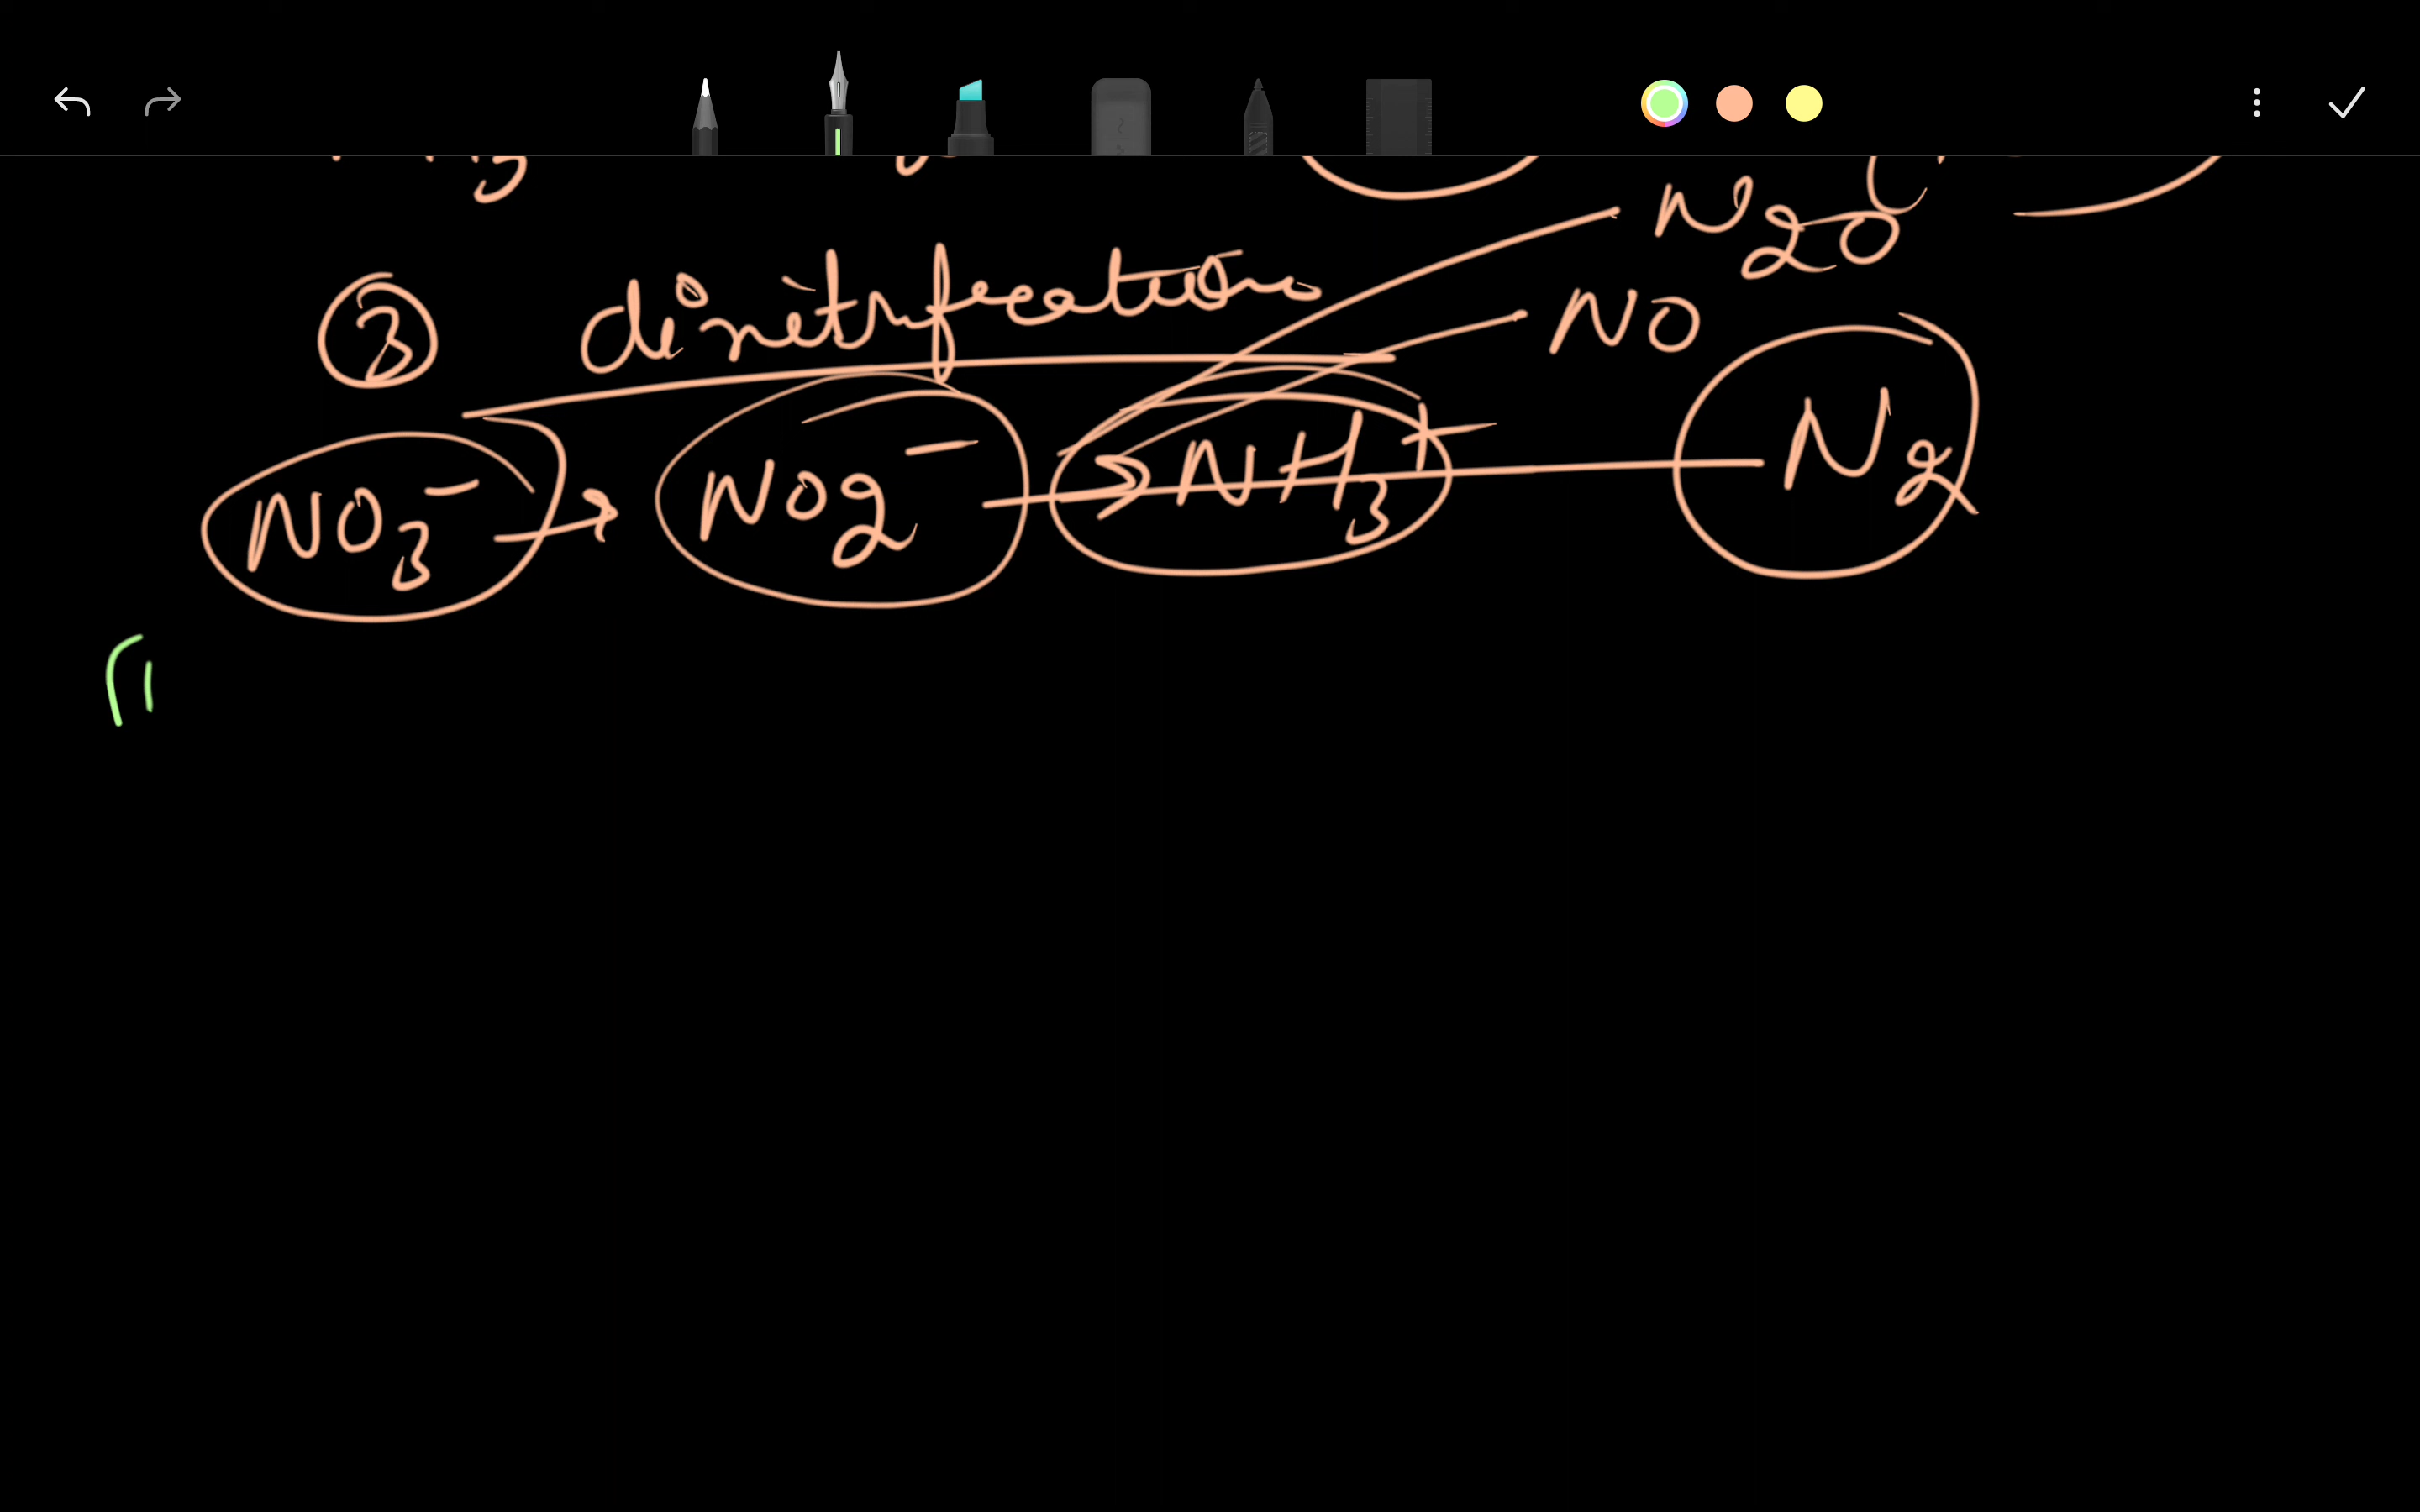 N2O
③ dinitrification
NO
NO3⁻ → NO2⁻ → NH3⁺ N2